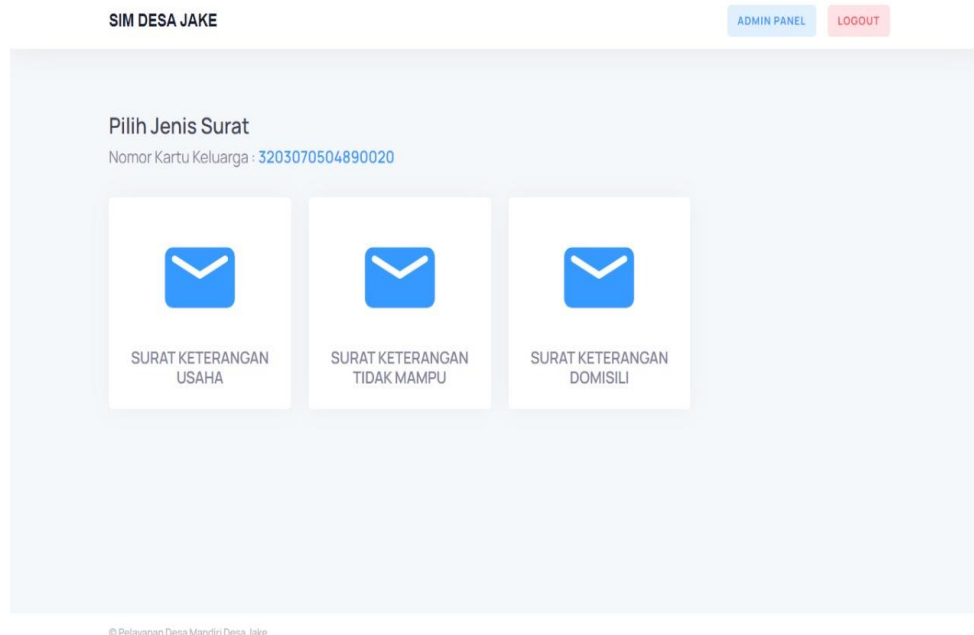 SIM DESA JAKE
ADMIN PANEL
LOGOUT
Pilih Jenis Surat
Nomor Kartu Keluarga : 3203070504890020
SURAT KETERANGAN
USAHA
SURAT KETERANGAN
TIDAK MAMPU
SURAT KETERANGAN
DOMISILI
© Pelayanan Desa Mandiri Desa Jake